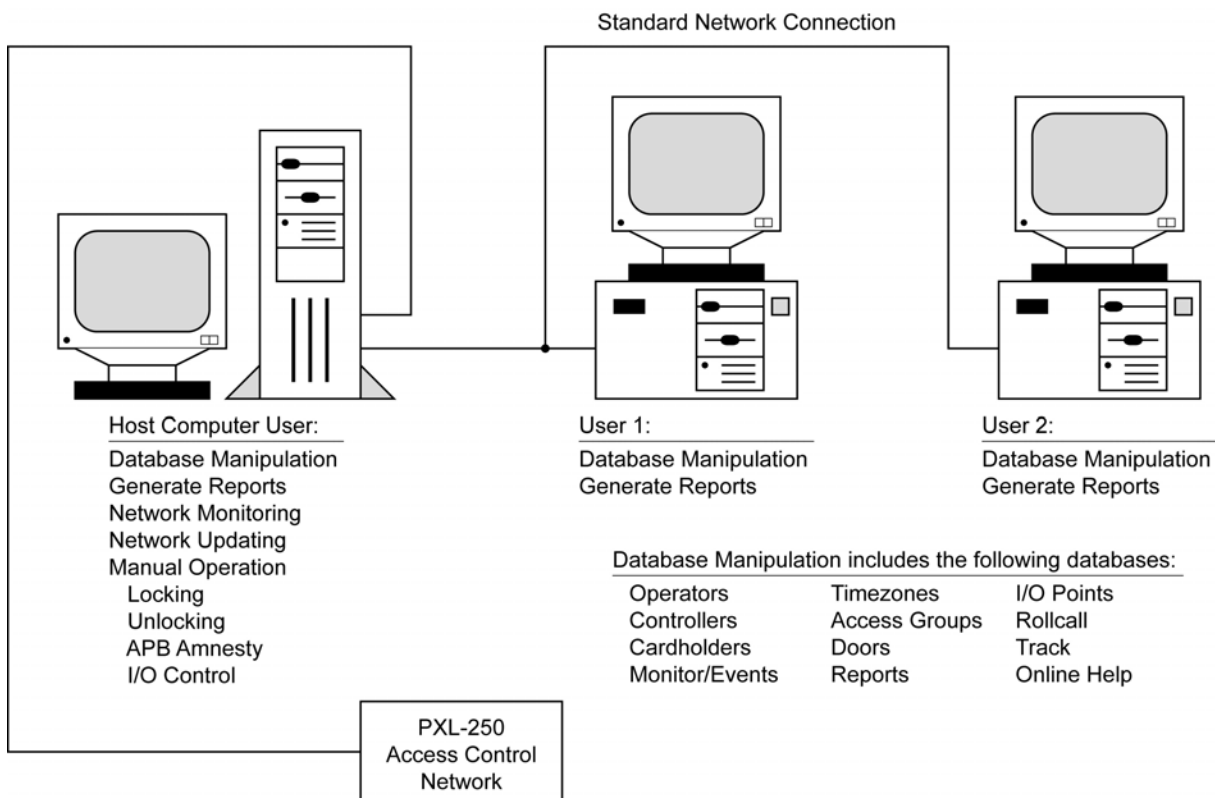 Standard Network Connection
Host Computer User:
Database Manipulation
Generate Reports
Network Monitoring
Network Updating
Manual Operation
Locking
Unlocking
APB Amnesty
I/O Control
User 1:
Database Manipulation
Generate Reports
User 2:
Database Manipulation
Generate Reports
Database Manipulation includes the following databases:
Operators Timezones I/O Points
Controllers Access Groups Rollcall
Cardholders Doors Track
Monitor/Events Reports Online Help
PXL-250
Access Control
Network